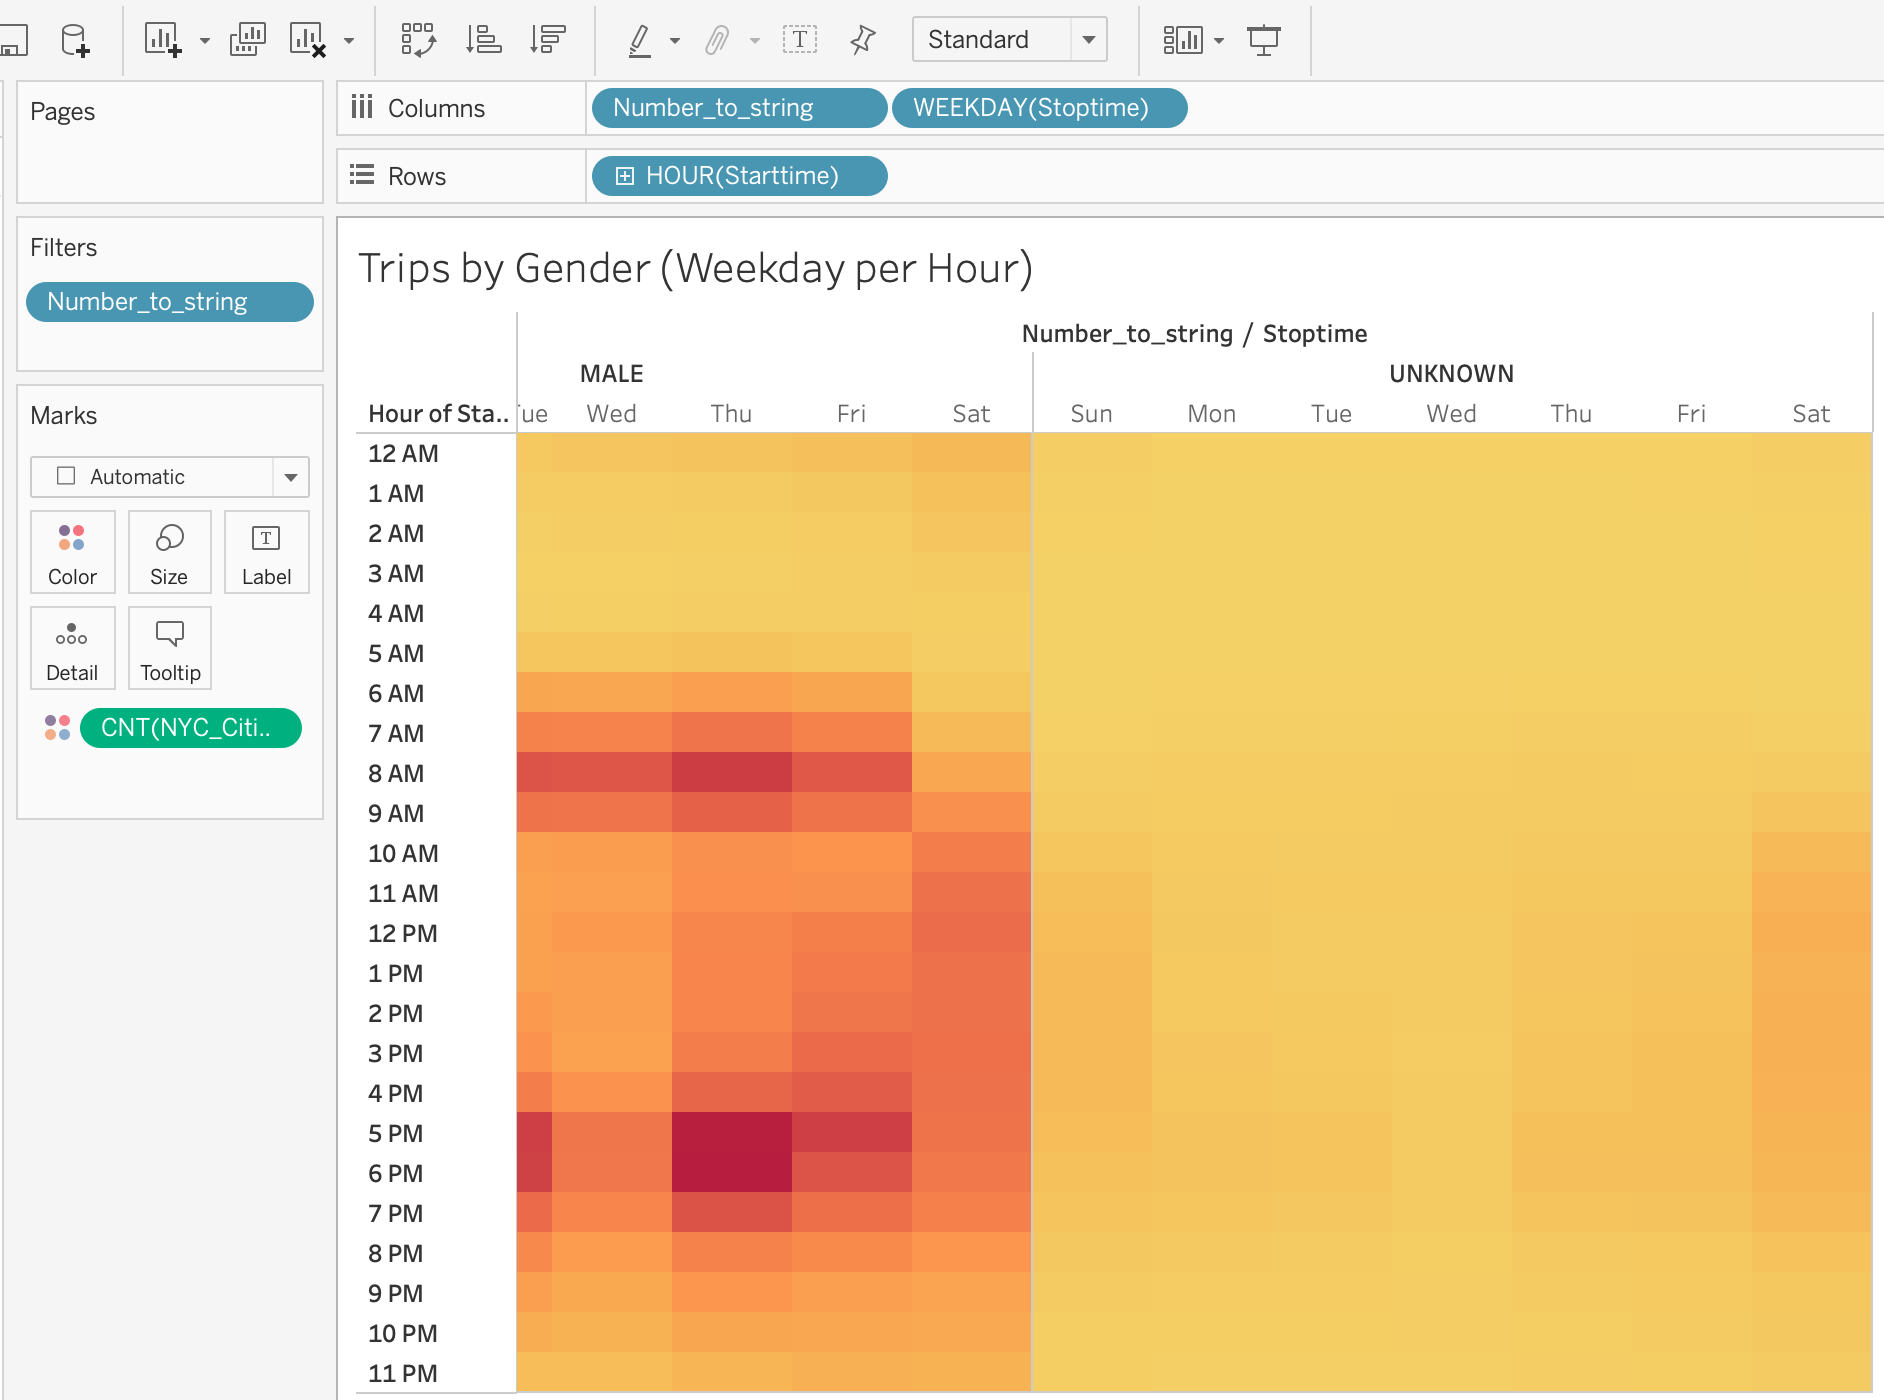 Standard
Pages
Columns
Number_to_string
WEEKDAY(Stoptime)
Rows
HOUR(Starttime)
Filters
Number_to_string
Marks
Automatic
Color
Size
T
Label
Detail
Tooltip
CNT(NYC_Citi..
T
Trips by Gender (Weekday per Hour)
Number_to_string / Stoptime
MALE
UNKNOWN
Hour of Sta..
ue Wed Thu Fri Sat Sun Mon Tue Wed Thu Fri Sat
12 AM
1 AM
2 AM
3 AM
4 AM
5 AM
6 AM
7 AM
8 AM
9 AM
10 AM
11 AM
12 PM
1 PM
2 PM
3 PM
4 PM
5 PM
6 PM
7 PM
8 PM
9 PM
10 PM
11 PM